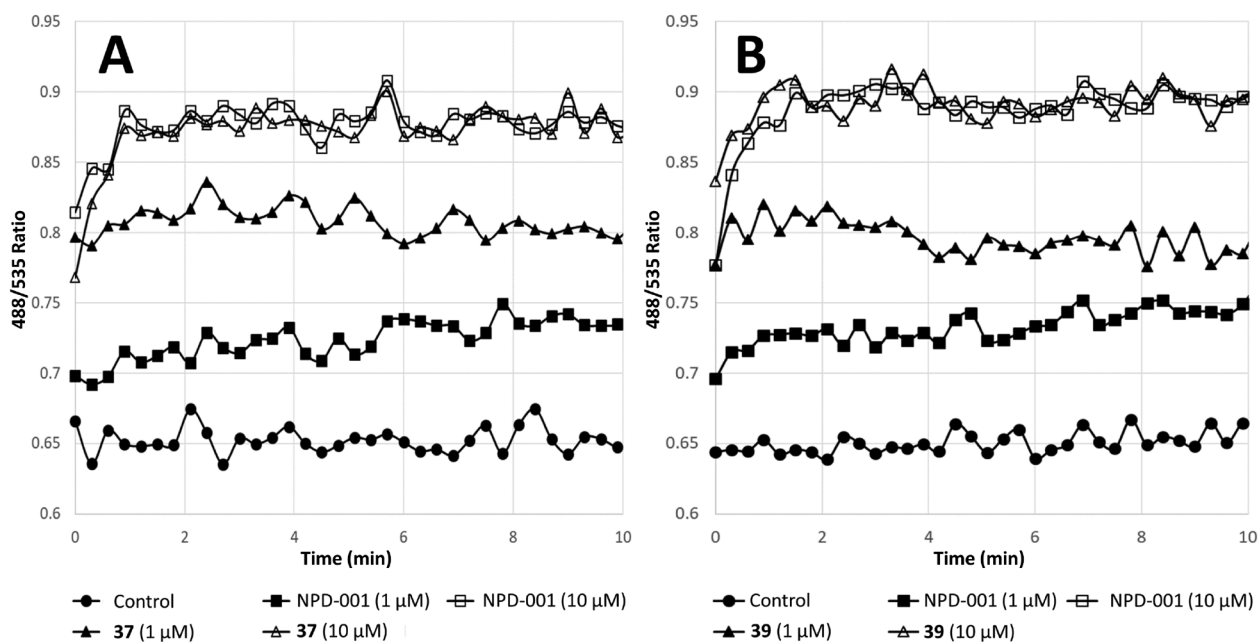 A
0.95
0.9
0.85
0.8
0.75
0.7
0.65
0.6
488/535 Ratio
0 2 4 6 8 10
Time (min)
Control NPD-001 (1 µM) NPD-001 (10 µM)
37 (1 µM) 37 (10 µM)
B
0.95
0.9
0.85
0.8
0.75
0.7
0.65
0.6
488/535 Ratio
0 2 4 6 8 10
Time (min)
Control NPD-001 (1 µM) NPD-001 (10 µM)
39 (1 µM) 39 (10 µM)